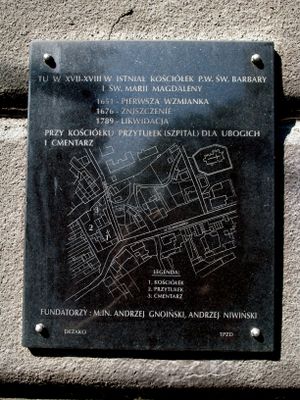 TU W XVII-XVIII W ISTNIAŁ KOŚCIÓŁEK P.W. ŚW. BARBARY
I ŚW. MARII MAGDALENY
1651 - PIERWSZA WZMIANKA
1676 - ZNISZCZENIE
1789 - LIKWIDACJA
PRZY KOŚCIÓŁKU PRZYTUŁEK (SZPITAL) DLA UBOGICH
I CMENTARZ
LEGENDA:
1. KOŚCIÓŁEK
2. PRZYTUŁEK
3. CMENTARZ
FUNDATORZY : M.IN. ANDRZEJ GNOIŃSKI, ANDRZEJ NIWIŃSKI
TPZD